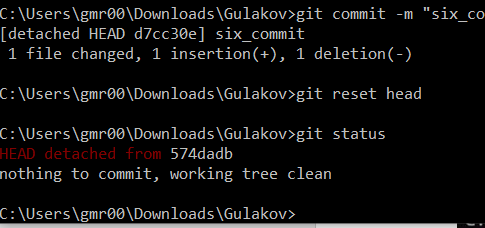 C:\Users\gmr00\Downloads\Gulakov>git commit -m "six_co
[detached HEAD d7cc30e] six_commit
1 file changed, 1 insertion(+), 1 deletion(-)
C:\Users\gmr00\Downloads\Gulakov>git reset head
C:\Users\gmr00\Downloads\Gulakov>git status
HEAD detached from 574dadb
nothing to commit, working tree clean
C:\Users\gmr00\Downloads\Gulakov>